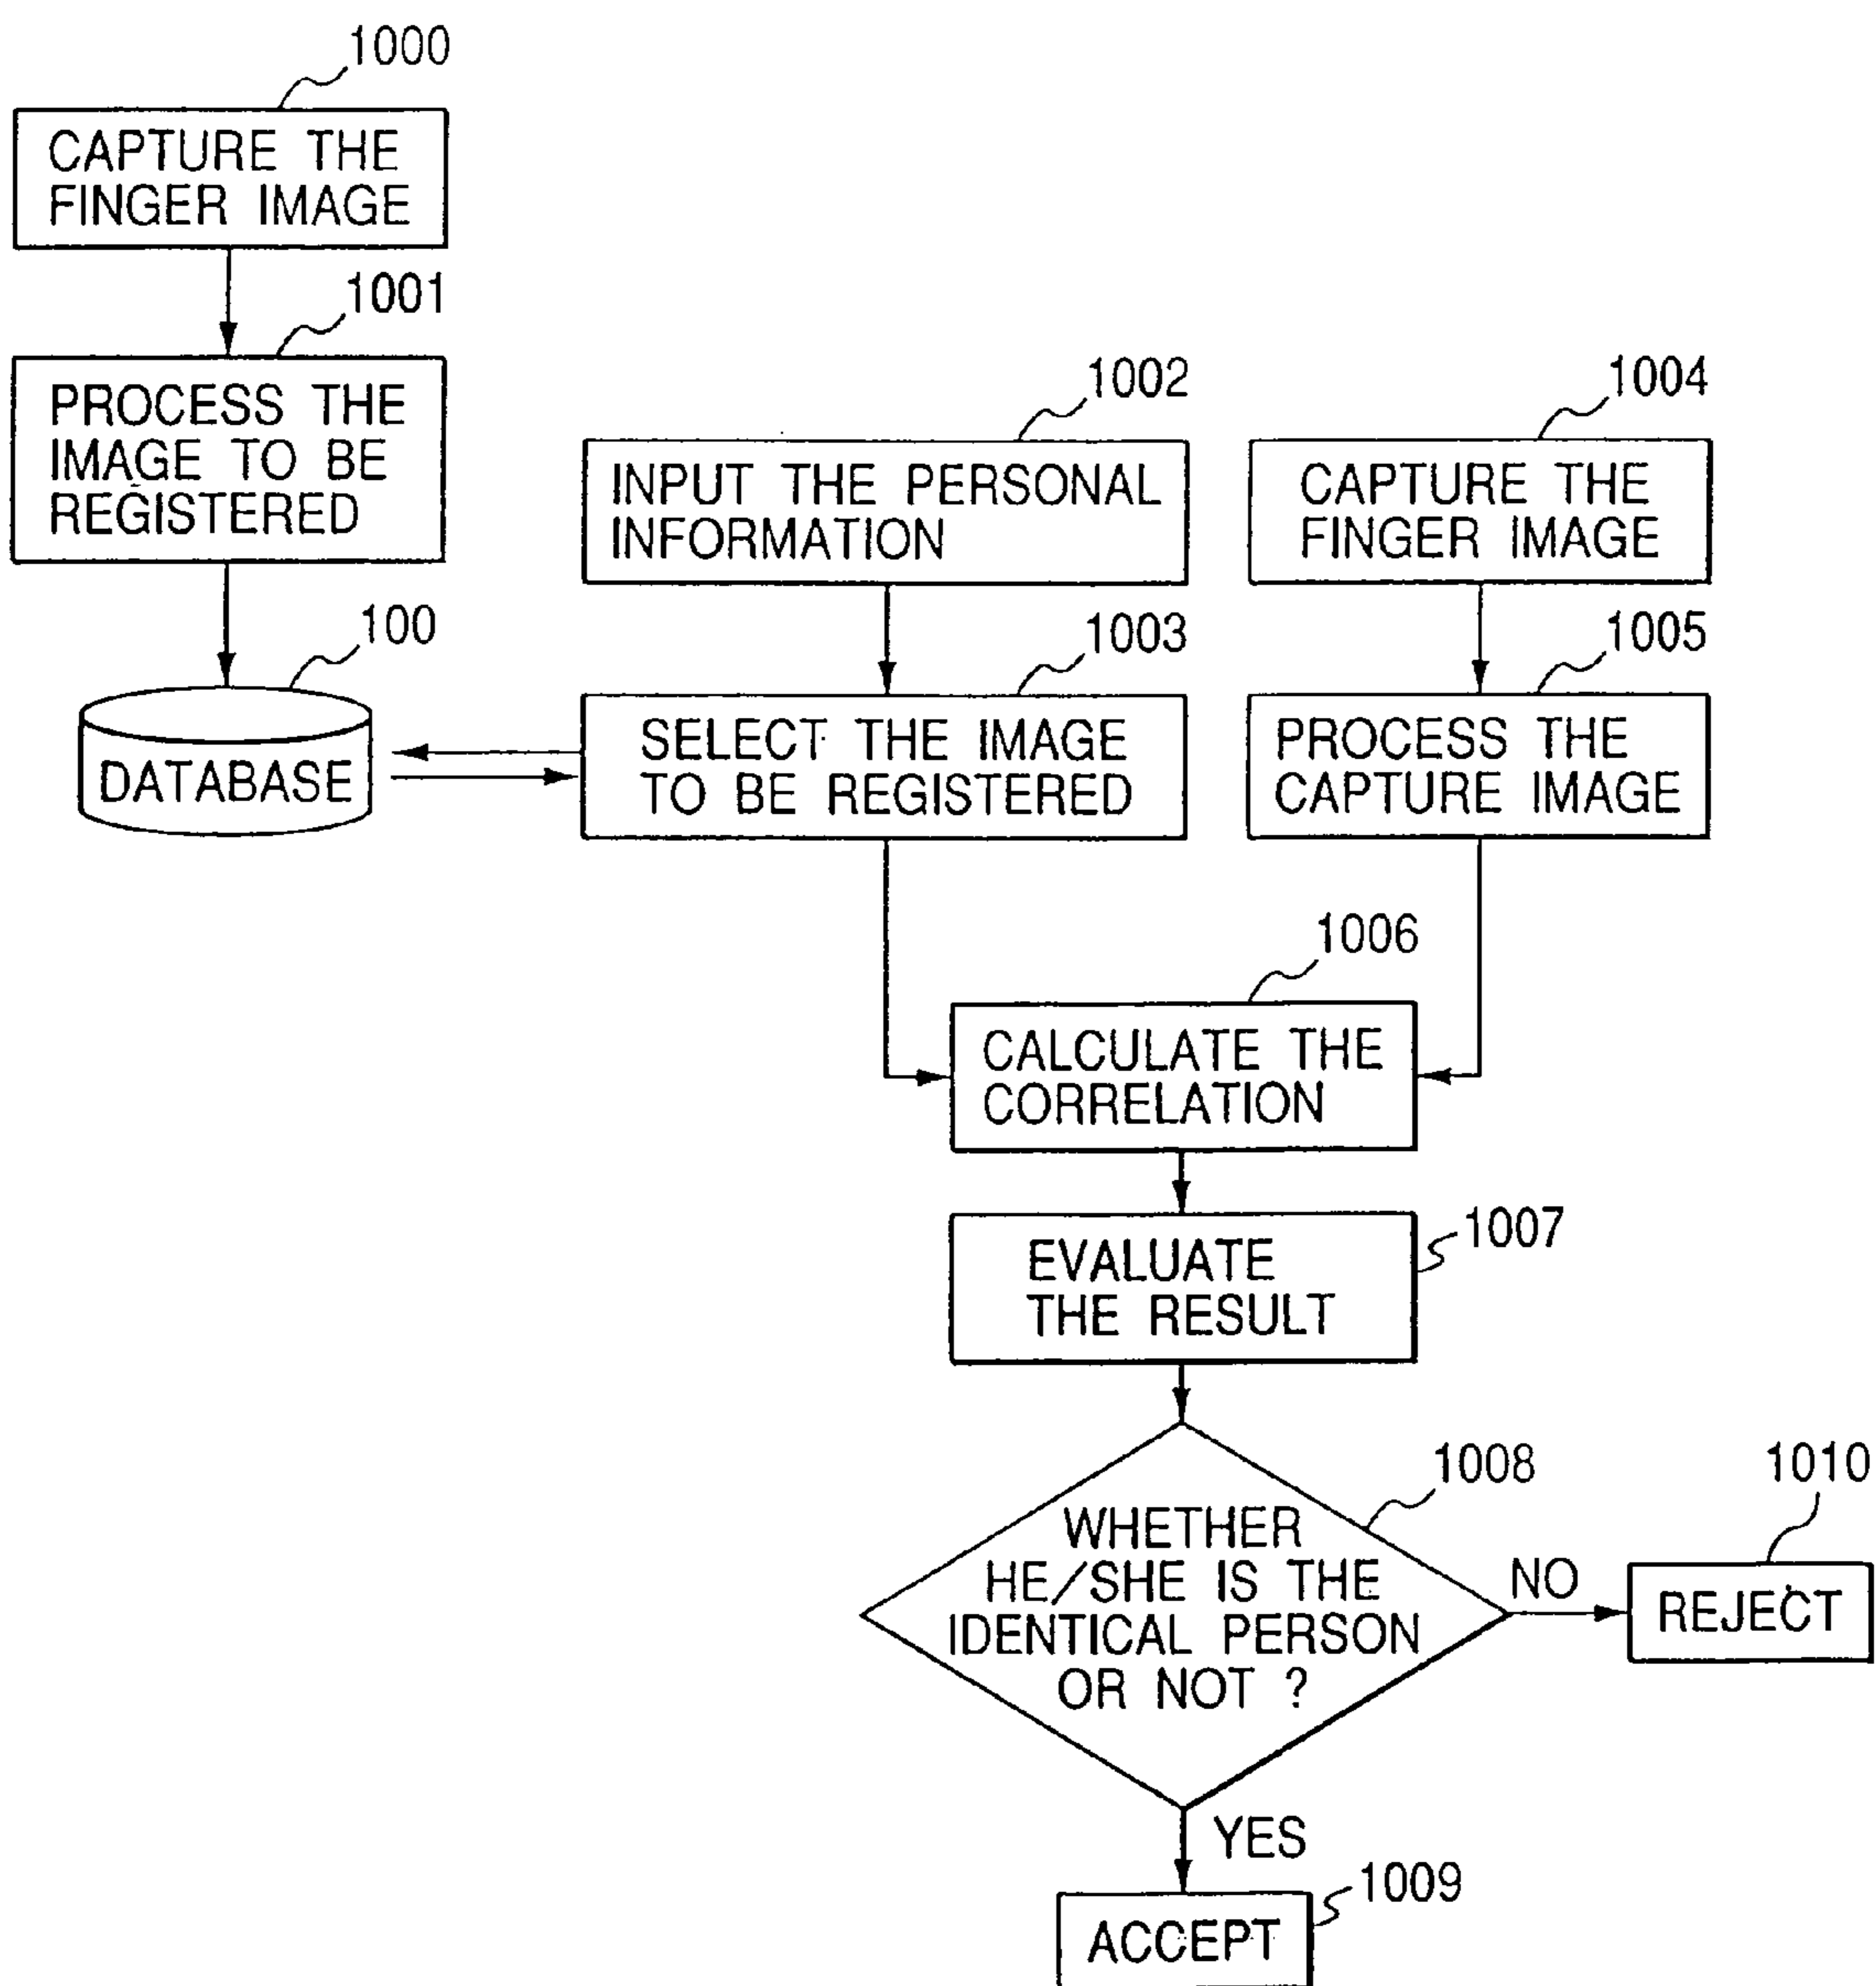 1000
CAPTURE THE
FINGER IMAGE
1001
PROCESS THE
IMAGE TO BE
REGISTERED
100
DATABASE
1002
INPUT THE PERSONAL
INFORMATION
1003
SELECT THE IMAGE
TO BE REGISTERED
1004
CAPTURE THE
FINGER IMAGE
1005
PROCESS THE
CAPTURE IMAGE
1006
CALCULATE THE
CORRELATION
1007
EVALUATE
THE RESULT
1008
WHETHER
HE/SHE IS THE
IDENTICAL PERSON
OR NOT ?
NO
1010
REJECT
YES
1009
ACCEPT